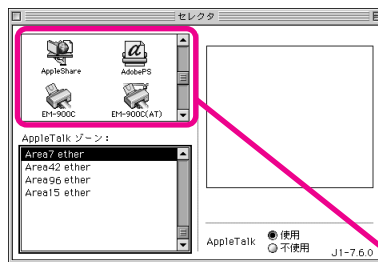 セレクタ
AppleShare
AdobePS
EM-900C
EM-900C(AT)
AppleTalk ゾーン：
Area7 ether
Area42 ether
Area96 ether
Area15 ether
AppleTalk
使用
不使用
J1-7.6.0